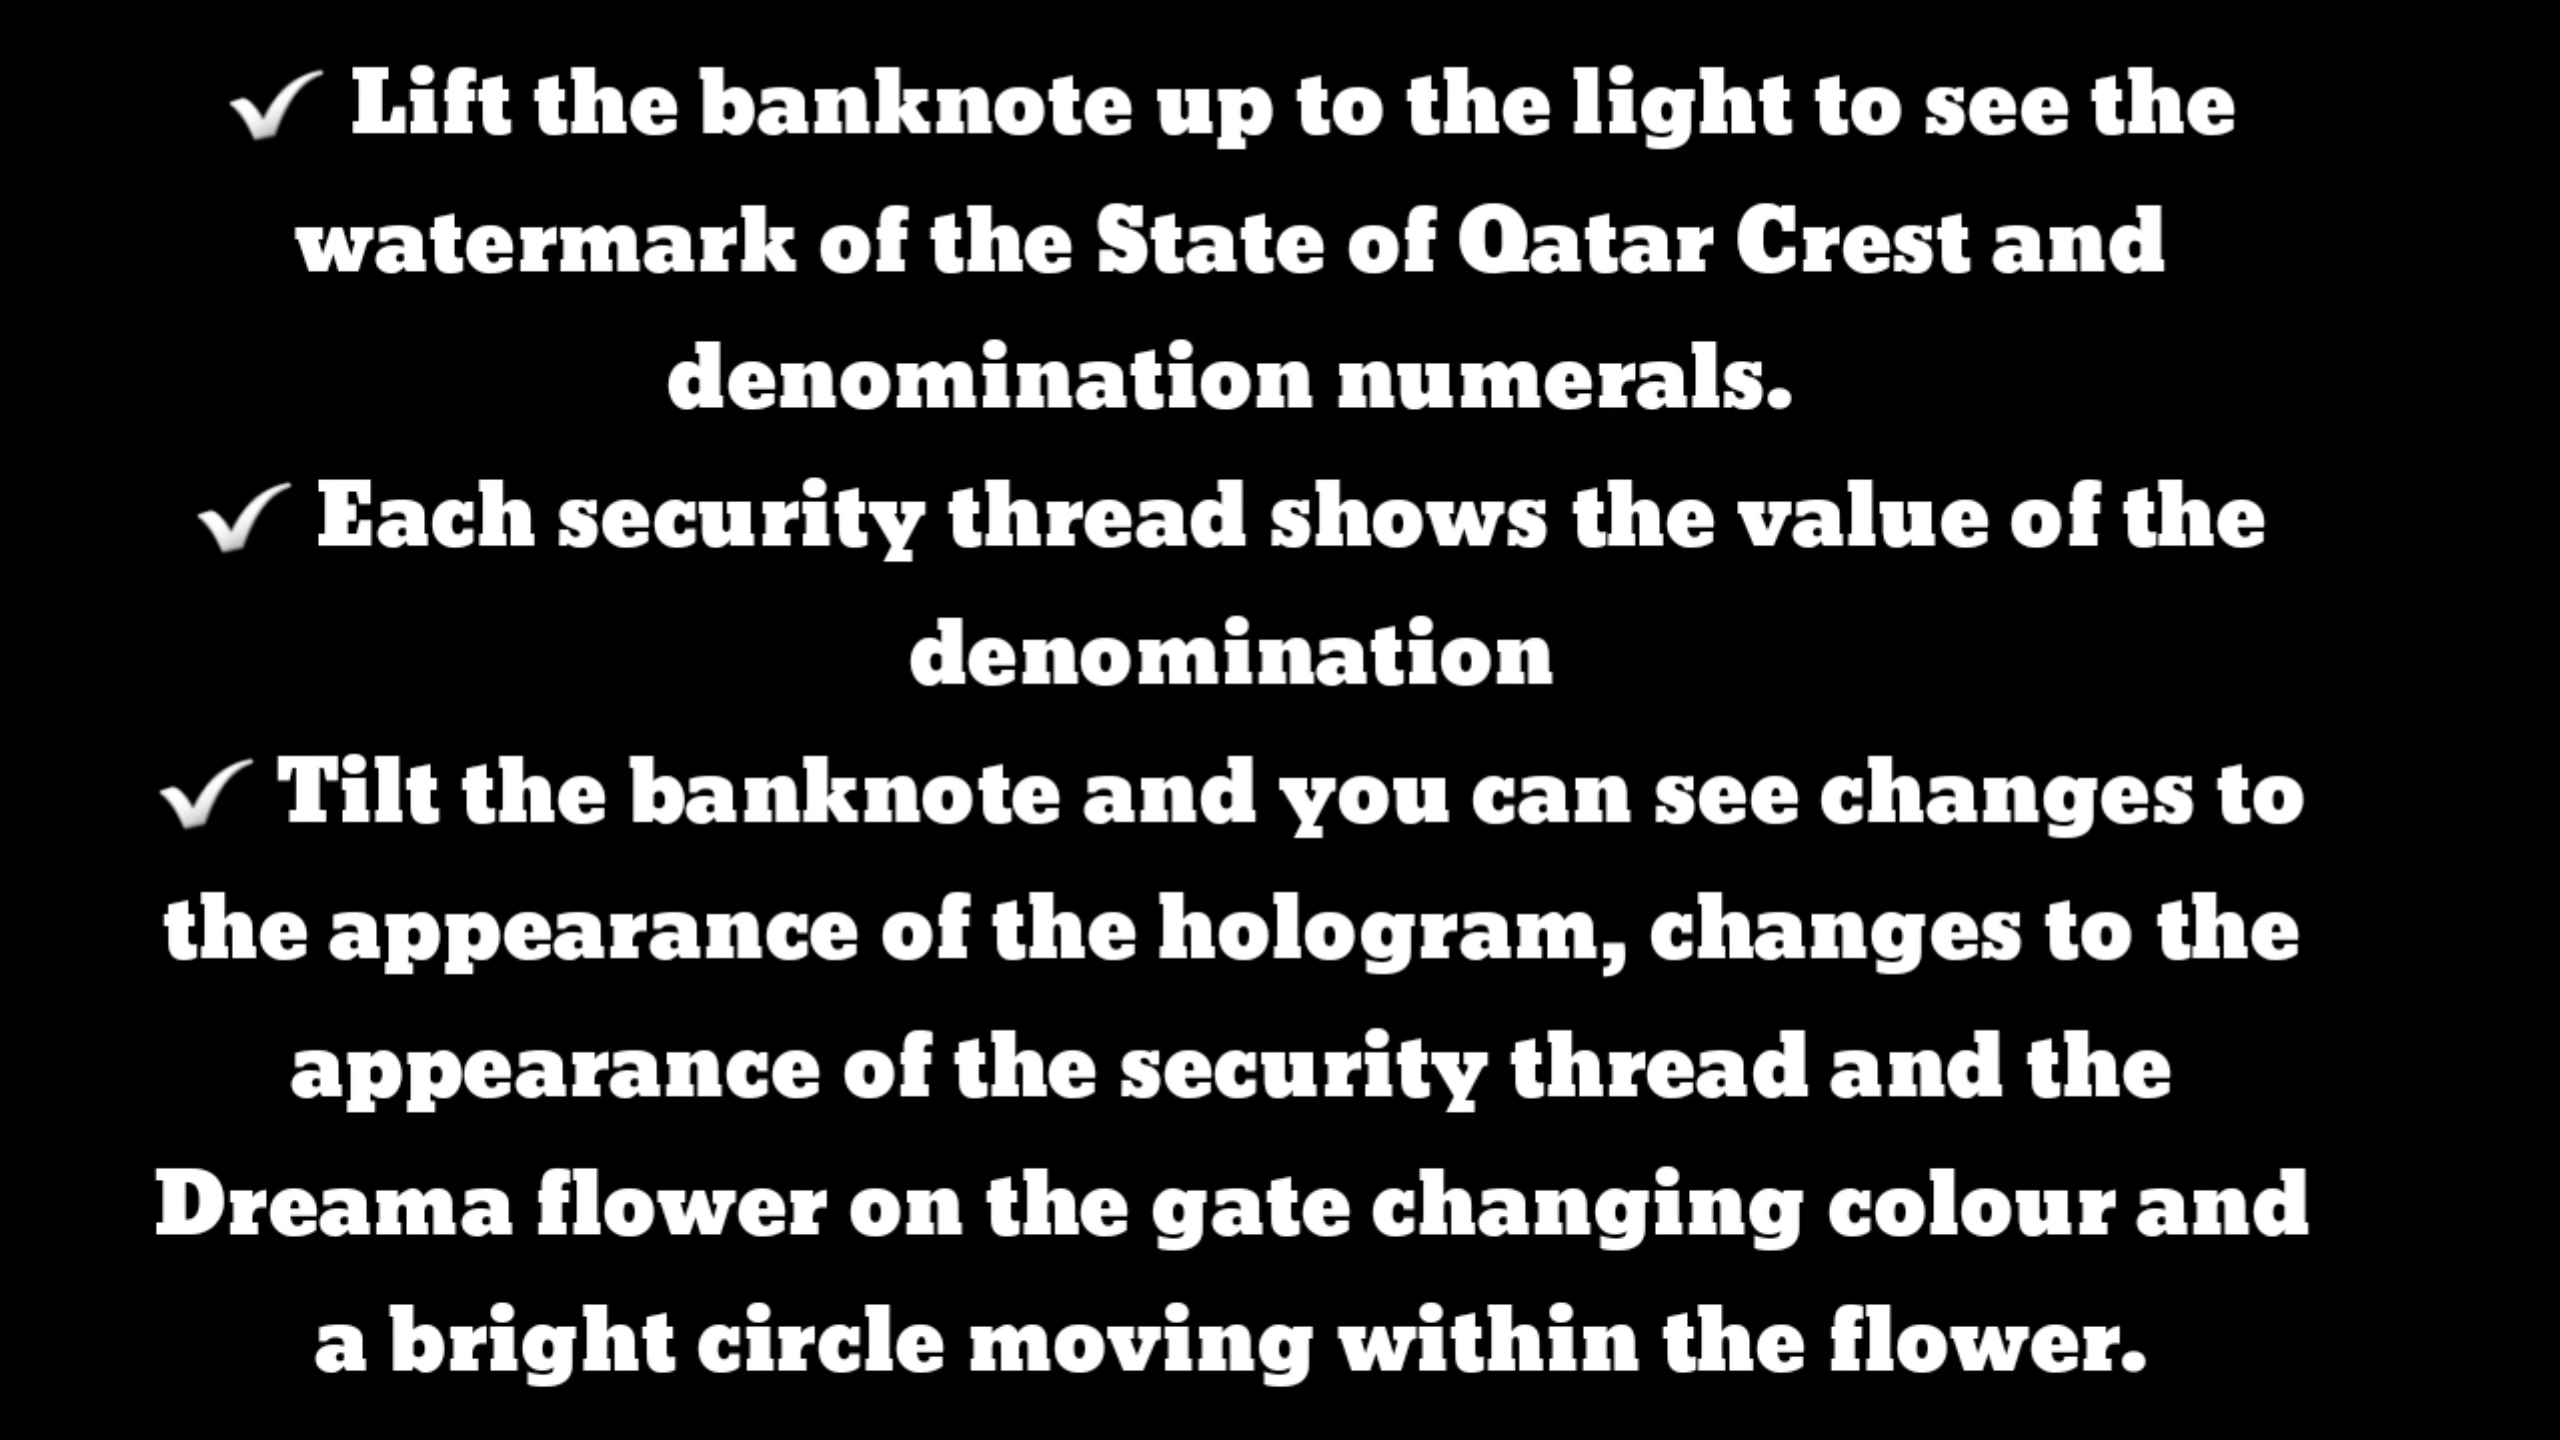 ✓ Lift the banknote up to the light to see the
watermark of the State of Qatar Crest and
denomination numerals.
✓ Each security thread shows the value of the
denomination
✓ Tilt the banknote and you can see changes to
the appearance of the hologram, changes to the
appearance of the security thread and the
Dreama flower on the gate changing colour and
a bright circle moving within the flower.